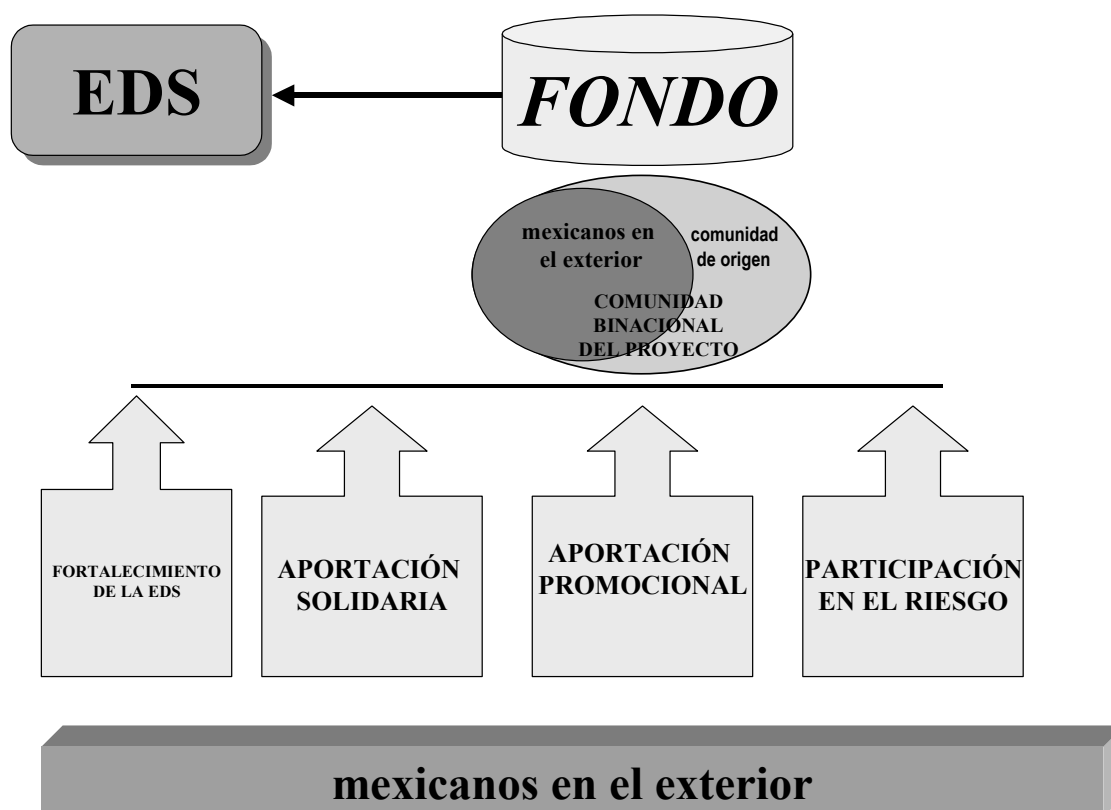 EDS
FONDO
mexicanos en
el exterior
comunidad
de origen
COMUNIDAD
BINACIONAL
DEL PROYECTO
FORTALECIMIENTO
DE LA EDS
APORTACIÓN
SOLIDARIA
APORTACIÓN
PROMOCIONAL
PARTICIPACIÓN
EN EL RIESGO
mexicanos en el exterior